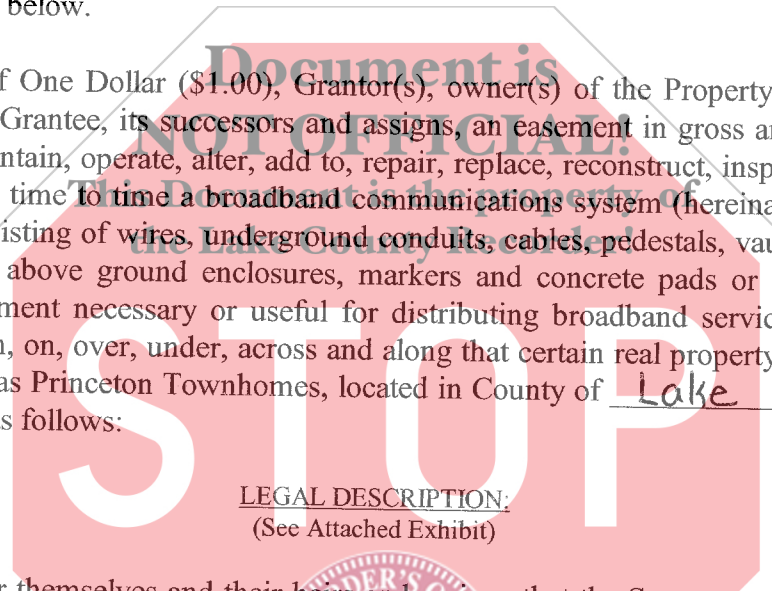 below.
Document is
f One Dollar ($1.00), Grantor(s), owner(s) of the Property
NOT OFFICIAL!
Grantee, its successors and assigns, an easement in gross a
ntain, operate, alter, add to, repair, replace, reconstruct, insp
This Document is the property of
time to time a broadband communications system (hereina
the Lake County Recorder!
isting of wires, underground conduits, cables, pedestals, vau
above ground enclosures, markers and concrete pads or
ment necessary or useful for distributing broadband servic
, on, over, under, across and along that certain real property
as Princeton Townhomes, located in County of Lake
s follows:
STOP
LEGAL DESCRIPTION:
(See Attached Exhibit)
r themselves and their
that the